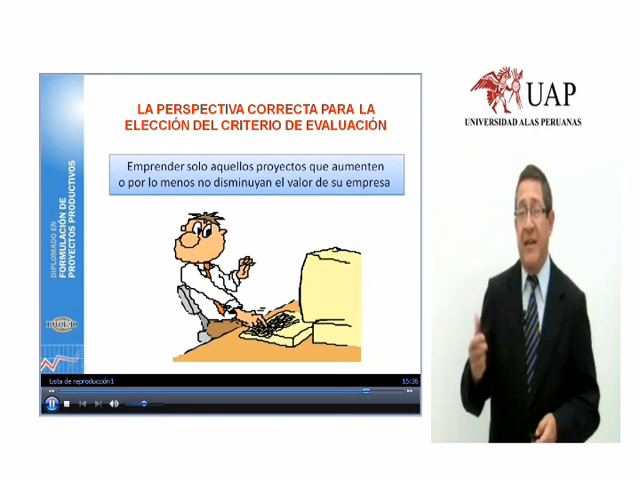 LA PERSPECTIVA CORRECTA PARA LA
ELECCIÓN DEL CRITERIO DE EVALUACIÓN
Emprender solo aquellos proyectos que aumenten
o por lo menos no disminuyan el valor de su empresa
DIPLOMADO EN
FORMULACIÓN DE
PROYECTOS PRODUCTIVOS
Lista de reproducción1
15:36
UAP
UNIVERSIDAD ALAS PERUANAS